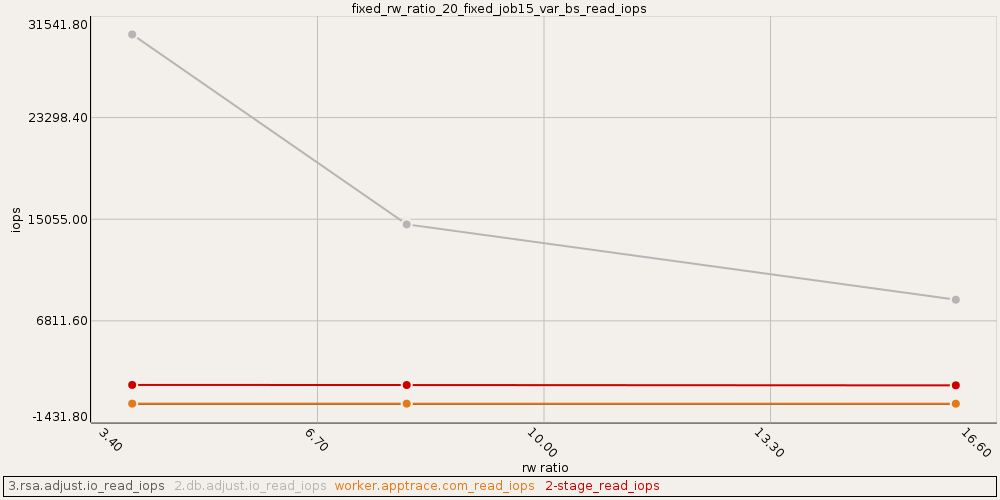 fixed_rw_ratio_20_fixed_job15_var_bs_read_iops
31541.80
23298.40
15055.00
6811.60
-1431.80
iops
3.40 6.70 10.00 13.30 16.60
rw ratio
3.rsa.adjust.io_read_iops 2.db.adjust.io_read_iops worker.apptrace.com_read_iops 2-stage_read_iops